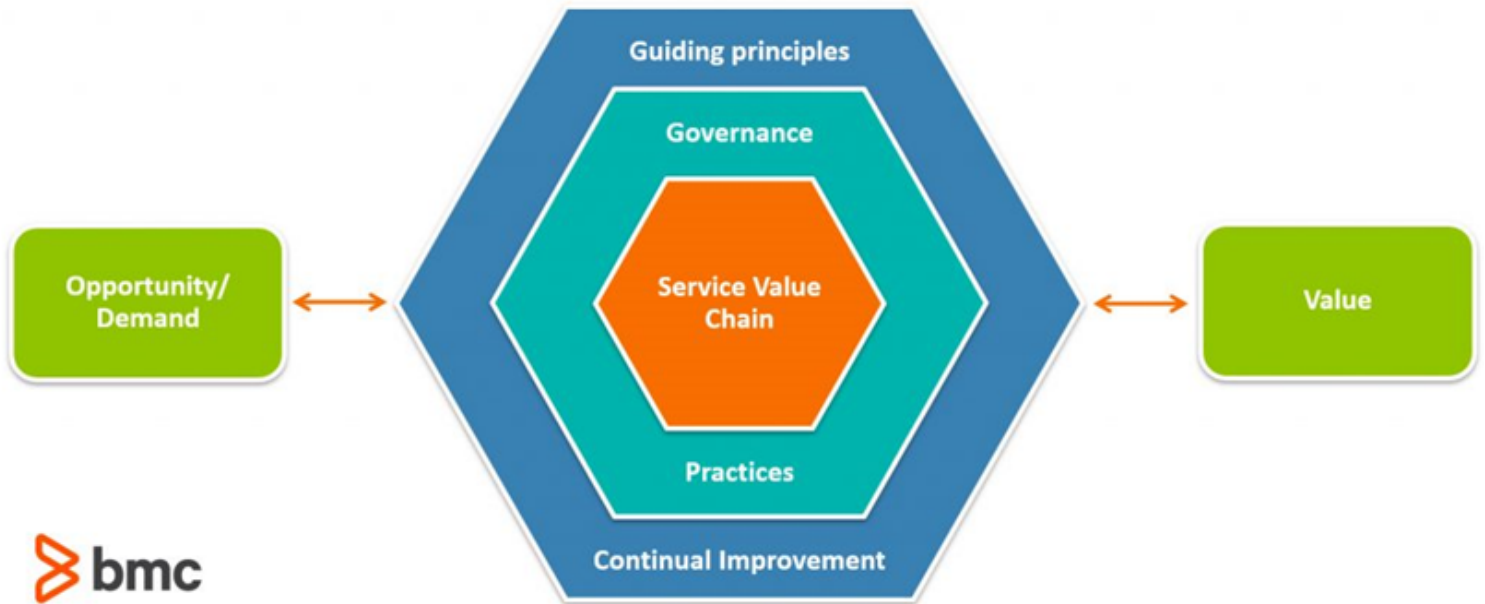 Guiding principles
Governance
Opportunity/
Demand
Service Value
Chain
Value
Practices
Continual Improvement
bmc